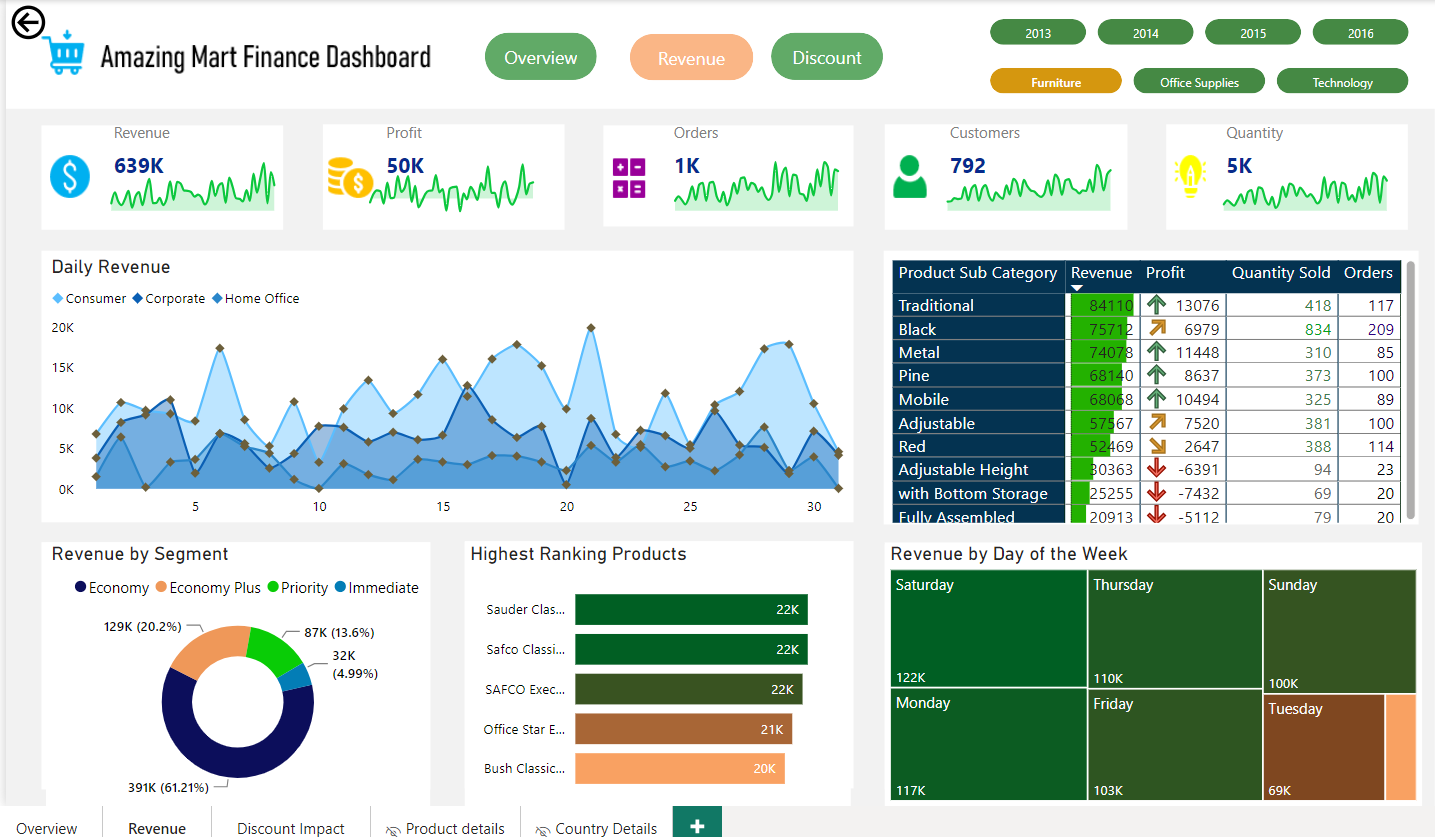 Amazing Mart Finance Dashboard
Overview
Revenue
Discount
2013
2014
2015
2016
Furniture
Office Supplies
Technology
Revenue
639K
Profit
50K
Orders
1K
Customers
792
Quantity
5K
Daily Revenue
Consumer Corporate Home Office
20K
15K
10K
5K
0K
5 10 15 20 25 30
Product Sub Category Revenue Profit Quantity Sold Orders
Traditional 84110 13076 418 117
Black 75712 6979 834 209
Metal 74078 11448 310 85
Pine 68140 8637 373 100
Mobile 68068 10494 325 89
Adjustable 57567 7520 381 100
Red 52469 2647 388 114
Adjustable Height 30363 -6391 94 23
with Bottom Storage 25255 -7432 69 20
Fully Assembled 20913 -5112 79 20
Revenue by Segment
Economy Economy Plus Priority Immediate
129K (20.2%)
87K (13.6%)
32K
(4.99%)
391K (61.21%)
Highest Ranking Products
Sauder Clas... 22K
Safco Classi... 22K
SAFCO Exec... 22K
Office Star E... 21K
Bush Classic... 20K
Revenue by Day of the Week
Saturday
122K
Thursday
110K
Sunday
100K
Monday
117K
Friday
103K
Tuesday
69K
Overview
Revenue
Discount Impact
Product details
Country Details
+